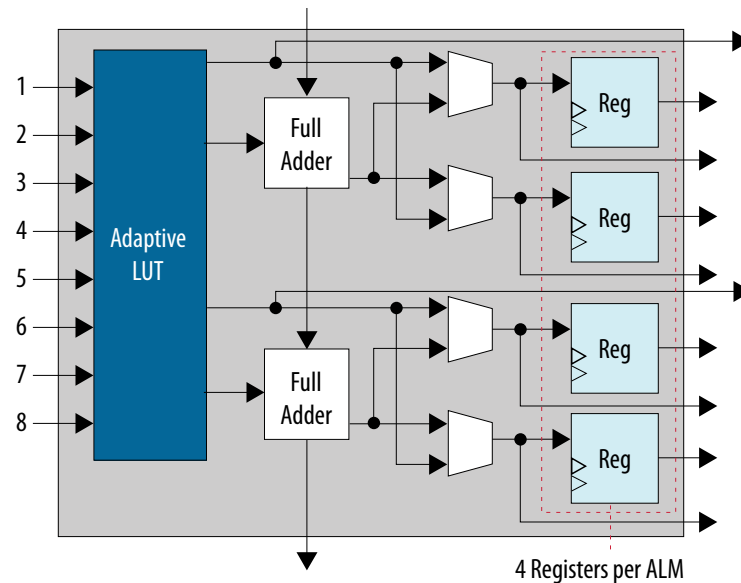 1
2
3
4
5
6
7
8
Adaptive
LUT
Full
Adder
Full
Adder
Reg
Reg
Reg
Reg
4 Registers per ALM